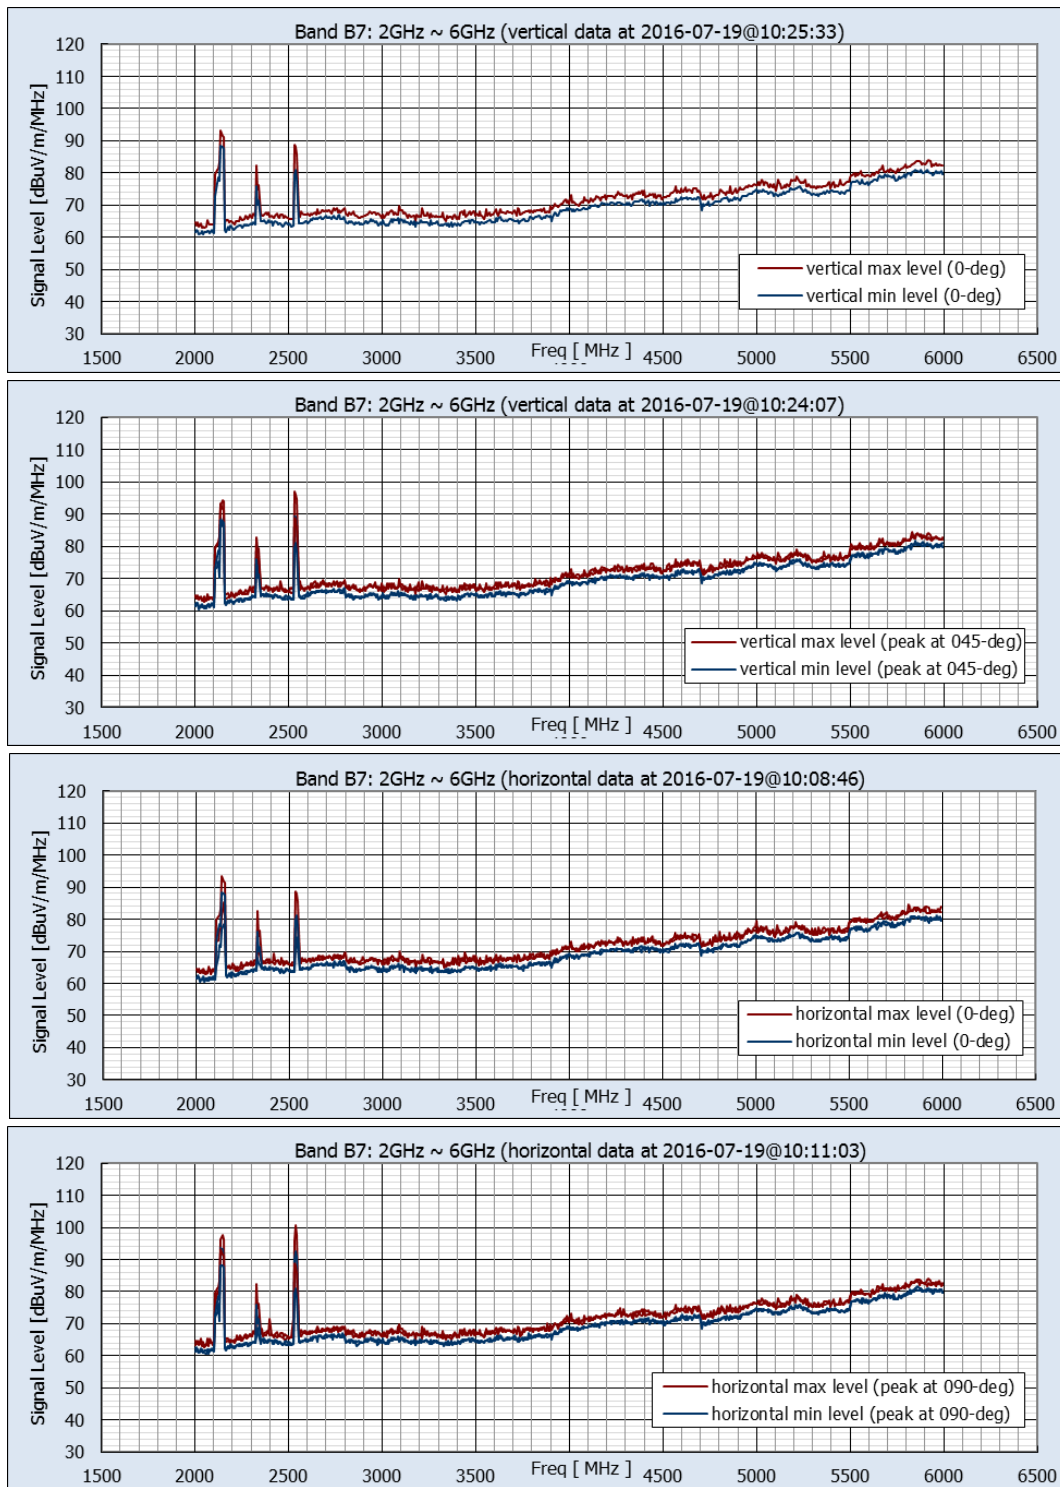 Band B7: 2GHz ~ 6GHz (vertical data at 2016-07-19@10:25:33)
Signal Level [dBuV/m/MHz]
120
110
100
90
80
70
60
50
40
30
vertical max level (0-deg)
vertical min level (0-deg)
1500 2000 2500 3000 3500 4500 5000 5500 6000 6500
Freq [ MHz ]
Band B7: 2GHz ~ 6GHz (vertical data at 2016-07-19@10:24:07)
Signal Level [dBuV/m/MHz]
120
110
100
90
80
70
60
50
40
30
vertical max level (peak at 045-deg)
vertical min level (peak at 045-deg)
1500 2000 2500 3000 3500 4500 5000 5500 6000 6500
Freq [ MHz ]
Band B7: 2GHz ~ 6GHz (horizontal data at 2016-07-19@10:08:46)
Signal Level [dBuV/m/MHz]
120
110
100
90
80
70
60
50
40
30
horizontal max level (0-deg)
horizontal min level (0-deg)
1500 2000 2500 3000 3500 4500 5000 5500 6000 6500
Freq [ MHz ]
Band B7: 2GHz ~ 6GHz (horizontal data at 2016-07-19@10:11:03)
Signal Level [dBuV/m/MHz]
120
110
100
90
80
70
60
50
40
30
horizontal max level (peak at 090-deg)
horizontal min level (peak at 090-deg)
1500 2000 2500 3000 3500 4500 5000 5500 6000 6500
Freq [ MHz ]